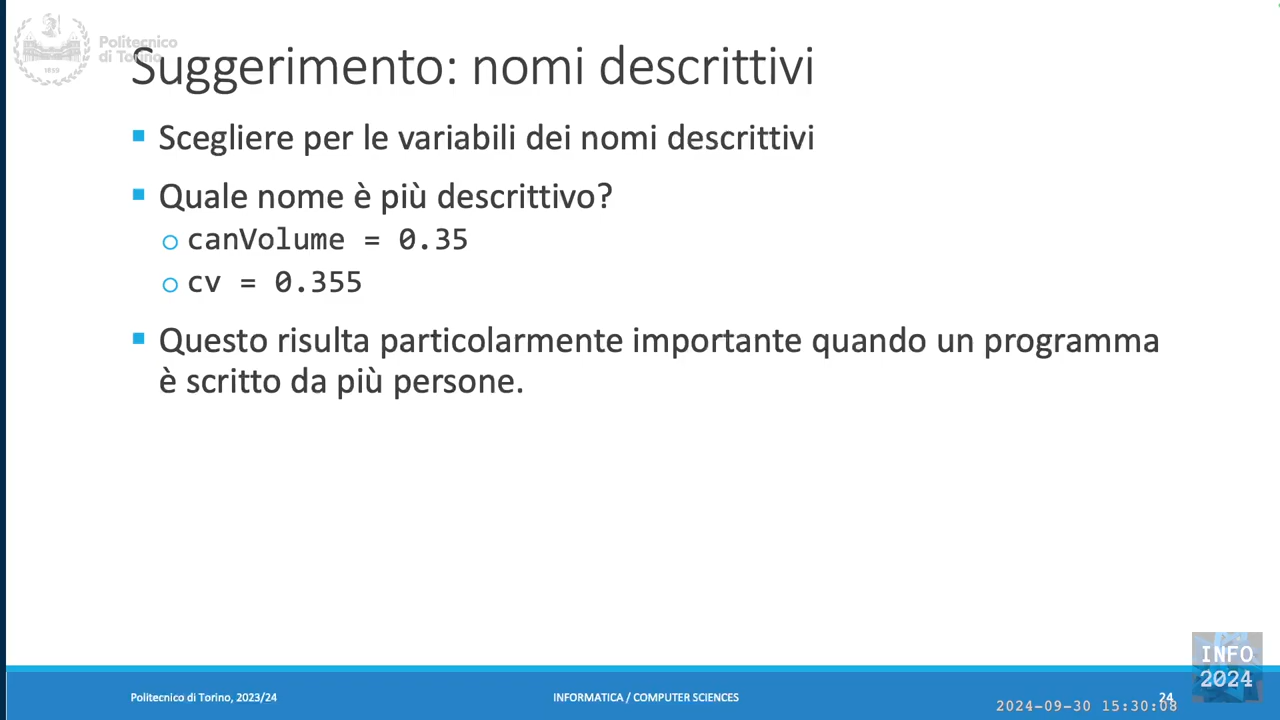 Politecnico
di Torino
1859
Suggerimento: nomi descrittivi
Scegliere per le variabili dei nomi descrittivi
Quale nome è più descrittivo?
canVolume = 0.35
cv = 0.355
Questo risulta particolarmente importante quando un programma
è scritto da più persone.
INFO
2024
Politecnico di Torino, 2023/24
INFORMATICA / COMPUTER SCIENCES
24
2024-09-30 15:30:08